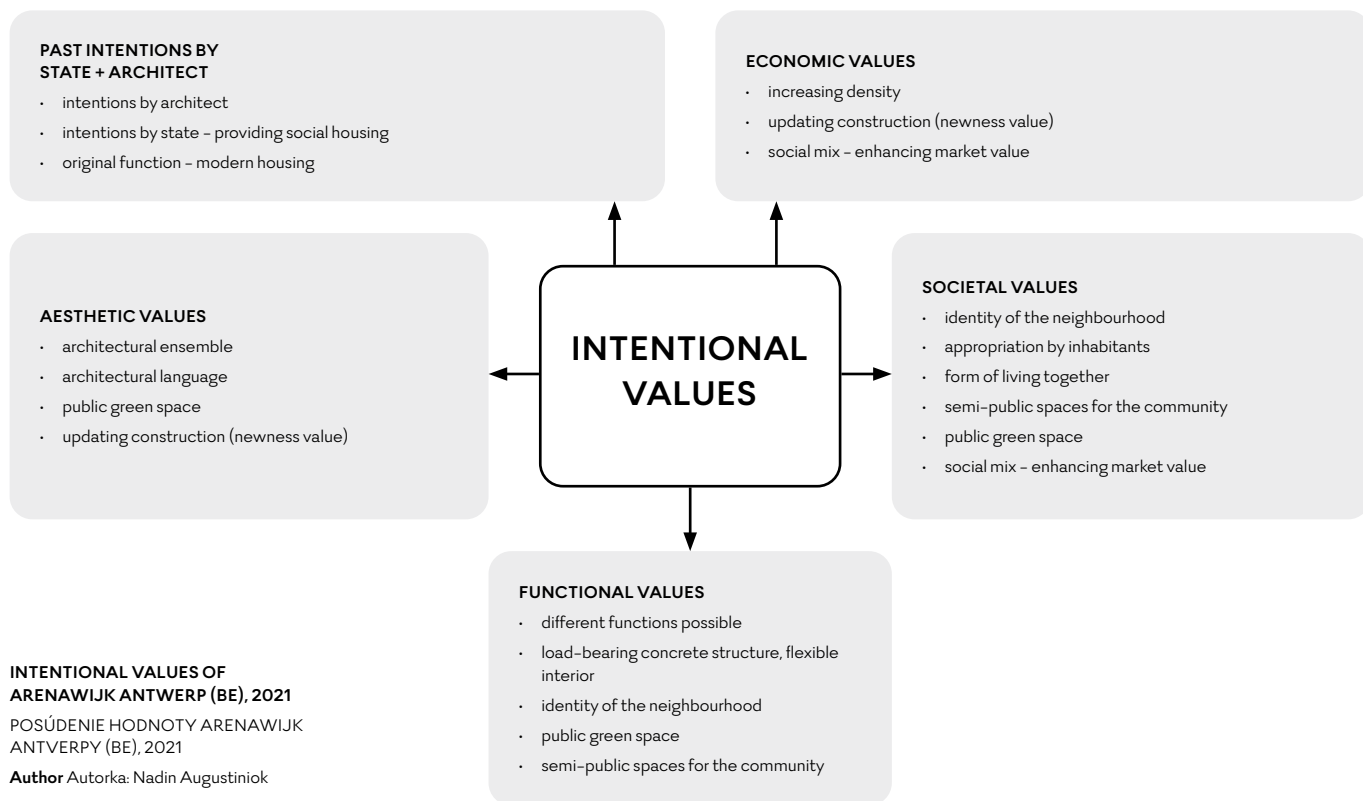 PAST INTENTIONS BY
STATE + ARCHITECT
• intentions by architect
• intentions by state – providing social housing
• original function – modern housing
ECONOMIC VALUES
• increasing density
• updating construction (newness value)
• social mix – enhancing market value
AESTHETIC VALUES
• architectural ensemble
• architectural language
• public green space
• updating construction (newness value)
INTENTIONAL
VALUES
SOCIETAL VALUES
• identity of the neighbourhood
• appropriation by inhabitants
• form of living together
• semi-public spaces for the community
• public green space
• social mix – enhancing market value
FUNCTIONAL VALUES
• different functions possible
• load-bearing concrete structure, flexible
interior
• identity of the neighbourhood
• public green space
• semi-public spaces for the community
INTENTIONAL VALUES OF
ARENAWIJK ANTWERP (BE), 2021
POSÚDENIE HODNOTY ARENAWIJK
ANTVERPY (BE), 2021
Author Autorka: Nadin Augustiniok